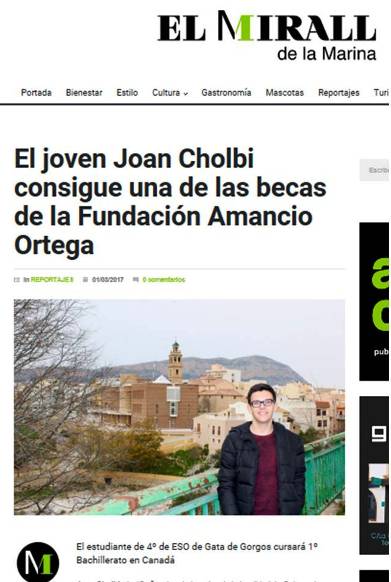 EL MIRALL
de la Marina
Portada Bienestar Estilo Cultura Gastronomía Mascotas Reportajes Turi
El joven Joan Cholbi
consigue una de las becas
de la Fundación Amancio
Ortega
In REPORTAJES 01/03/2017 0 comentarios
Escribe
a
c
pub
g
M
El estudiante de 4º de ESO de Gata de Gorgos cursará 1º
Bachillerato en Canadá